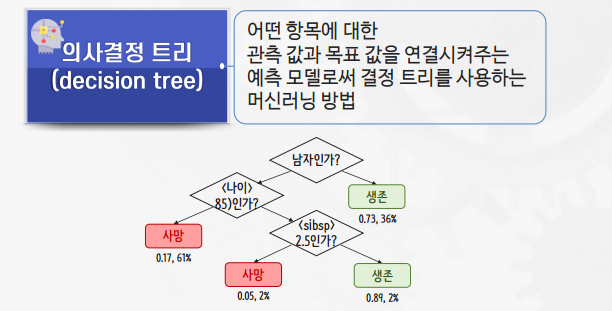 의사결정 트리
(decision tree)
어떤 항목에 대한
관측 값과 목표 값을 연결시켜주는
예측 모델로써 결정 트리를 사용하는
머신러닝 방법
남자인가?
<나이>
85)인가?
생존
0.73, 36%
사망
0.17, 61%
<sibsp>
2.5인가?
사망
0.05, 2%
생존
0.89, 2%